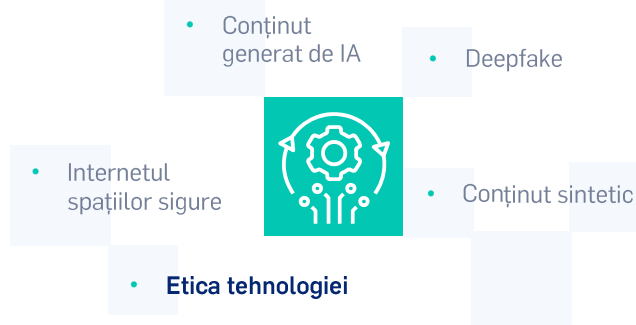 • Conținut
generat de IA
• Deepfake
• Internetul
spațiilor sigure
• Conținut sintetic
• Etica tehnologiei